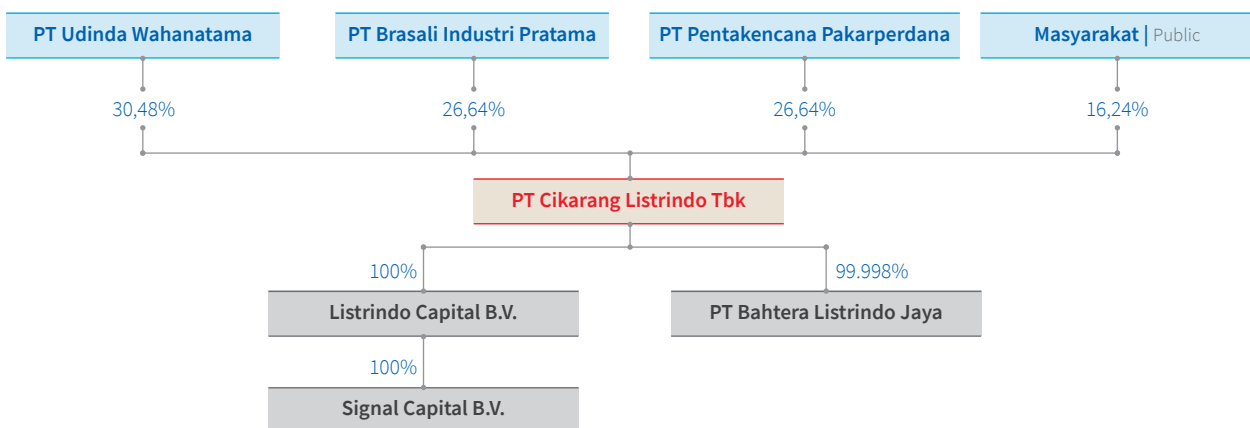 PT Udinda Wahanatama
PT Brasali Industri Pratama
PT Pentakencana Pakarperdana
Masyarakat | Public
30,48%
26,64%
26,64%
16,24%
PT Cikarang Listrindo Tbk
100%
99.998%
Listrindo Capital B.V.
PT Bahtera Listrindo Jaya
100%
Signal Capital B.V.